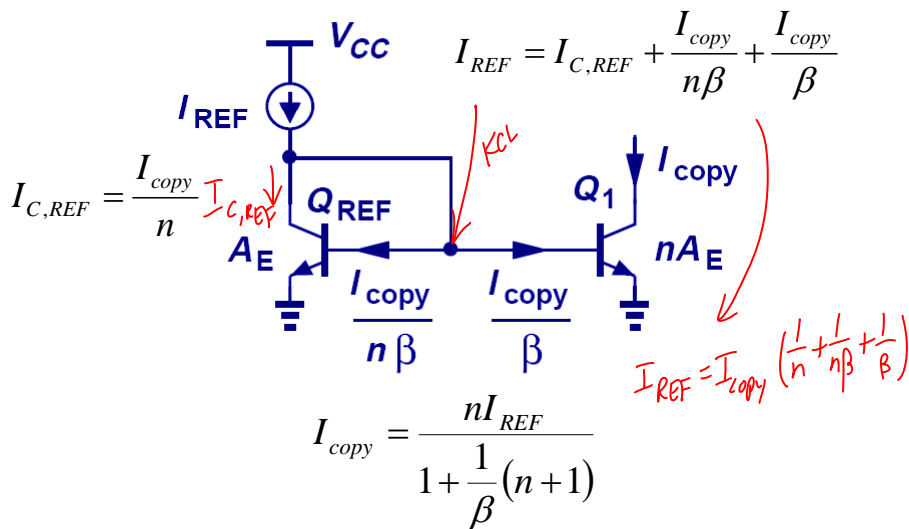 V_CC
I_REF = I_C,REF + I_copy/nβ + I_copy/β
I_REF
KCL
I_copy
I_C,REF = I_copy/n
I_C,REF
Q_REF
Q_1
A_E
nA_E
I_copy/nβ
I_copy/β
I_REF = I_copy (1/n + 1/nβ + 1/β)
I_copy = nI_REF/(1 + 1/β (n + 1))